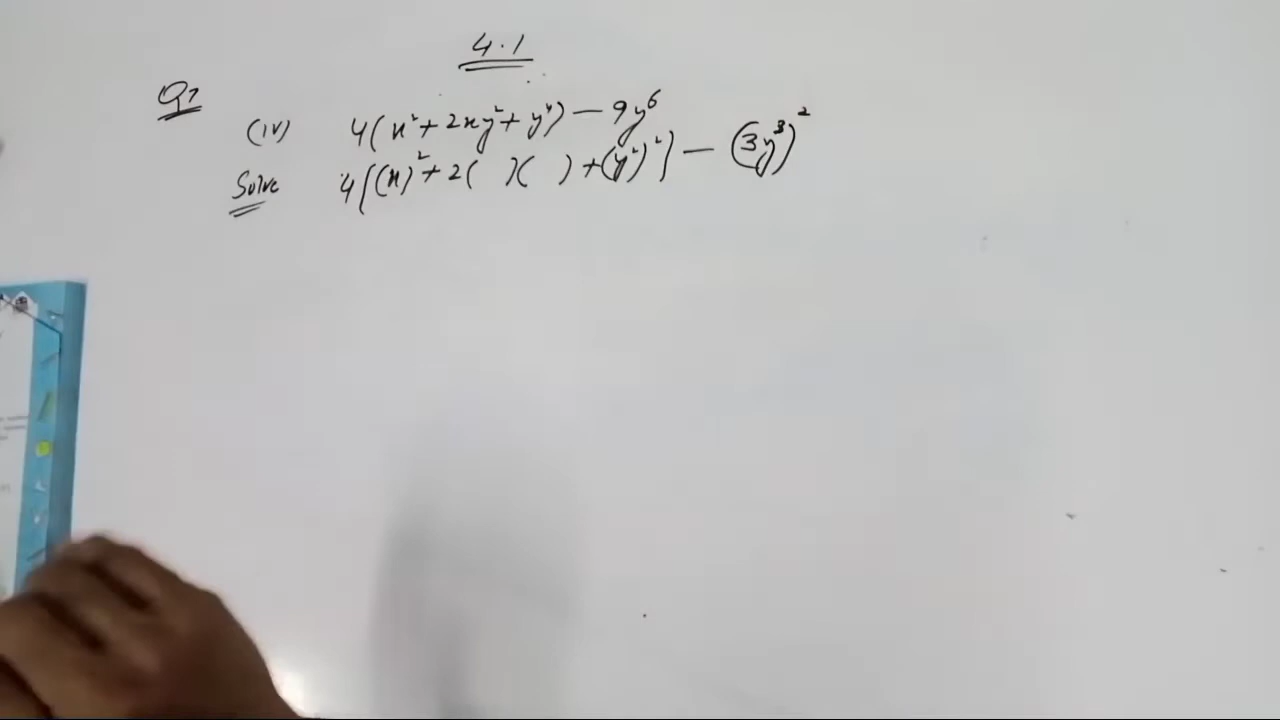 4.1
Q7
(iv) 4(x²+2xy²+y⁴)-9y⁶
Solve 4[(x)²+2( )( )+(y²)²]-(3y³)²